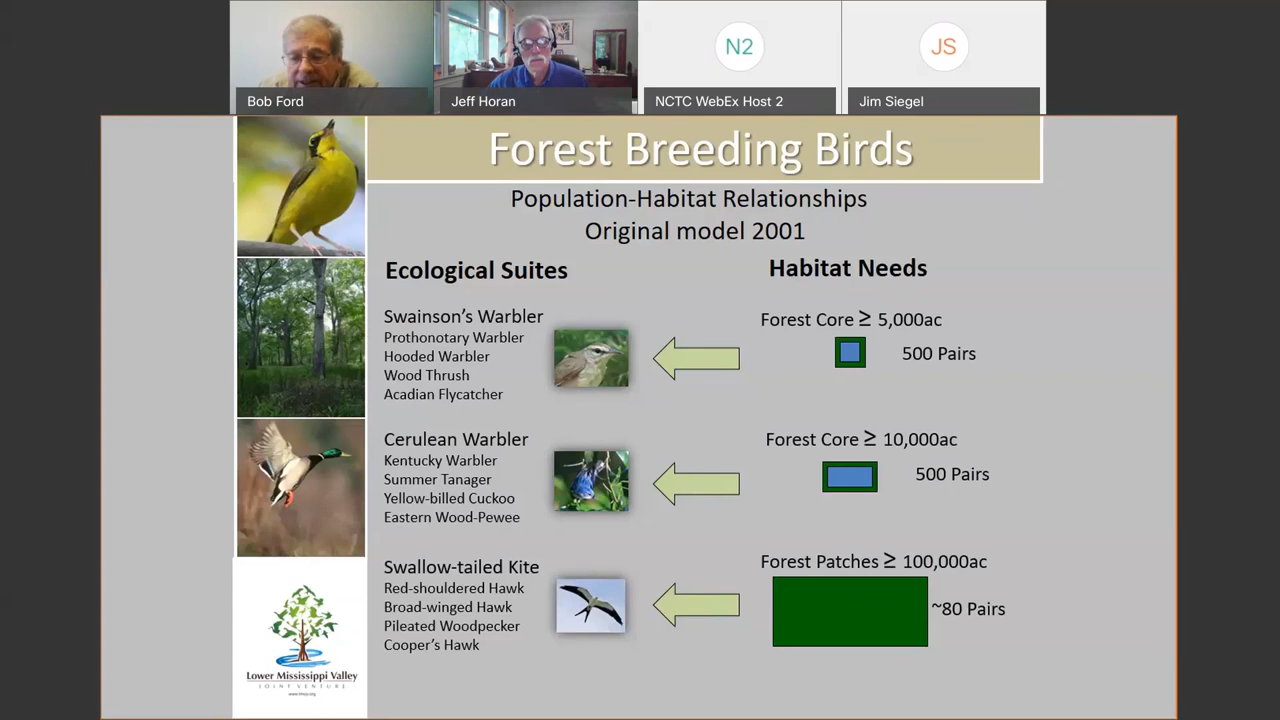 N2
JS
Bob Ford
Jeff Horan
NCTC WebEx Host 2
Jim Siegel
Forest Breeding Birds
Population-Habitat Relationships
Original model 2001
Ecological Suites
Habitat Needs
Swainson's Warbler
Prothonotary Warbler
Hooded Warbler
Wood Thrush
Acadian Flycatcher
Forest Core ≥ 5,000ac
500 Pairs
Cerulean Warbler
Kentucky Warbler
Summer Tanager
Yellow-billed Cuckoo
Eastern Wood-Pewee
Forest Core ≥ 10,000ac
500 Pairs
Swallow-tailed Kite
Red-shouldered Hawk
Broad-winged Hawk
Pileated Woodpecker
Cooper's Hawk
Forest Patches ≥ 100,000ac
~80 Pairs
Lower Mississippi Valley
JOINT VENTURE